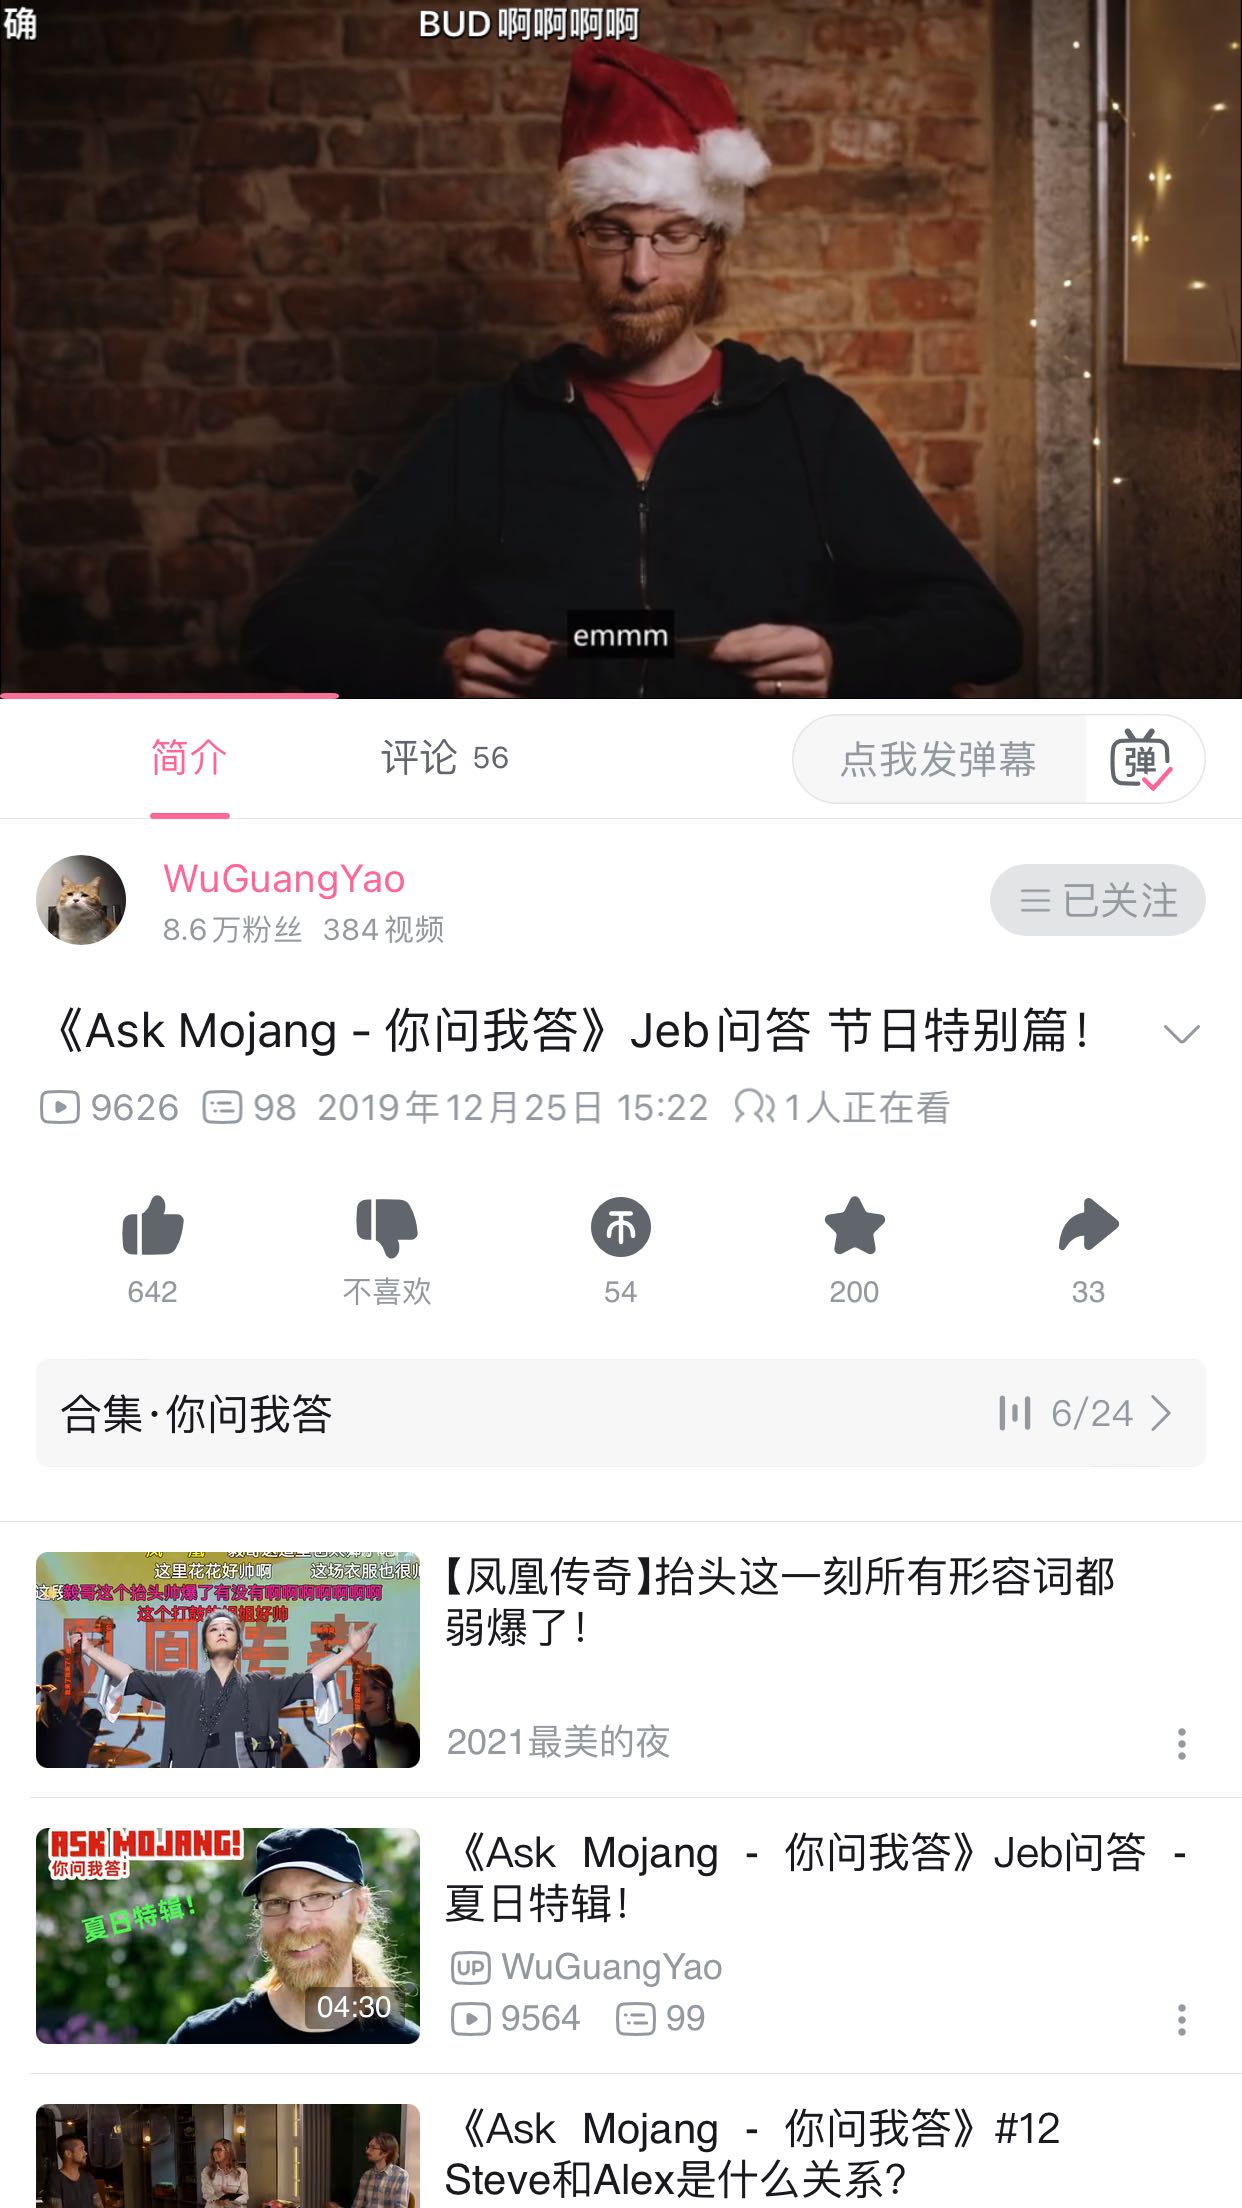 确
BUD啊啊啊啊
emmm
简介
评论 56
点我发弹幕
弹
WuGuangYao
8.6万粉丝 384视频
已关注
《Ask Mojang - 你问我答》Jeb问答 节日特别篇！
9626 98 2019年12月25日 15:22 1人正在看
642
不喜欢
54
200
33
合集·你问我答
6/24
这里花花好帅啊 这场衣服也很
这段
毅哥这个抬头帅爆了有没有啊啊啊啊啊啊啊啊
【凤凰传奇】抬头这一刻所有形容词都
弱爆了！
2021最美的夜
ASK MOJANG!
你问我答！
夏日特辑！
04:30
《Ask Mojang - 你问我答》Jeb问答 -
夏日特辑！
UP WuGuangYao
9564 99
《Ask Mojang - 你问我答》#12
Steve和Alex是什么关系？